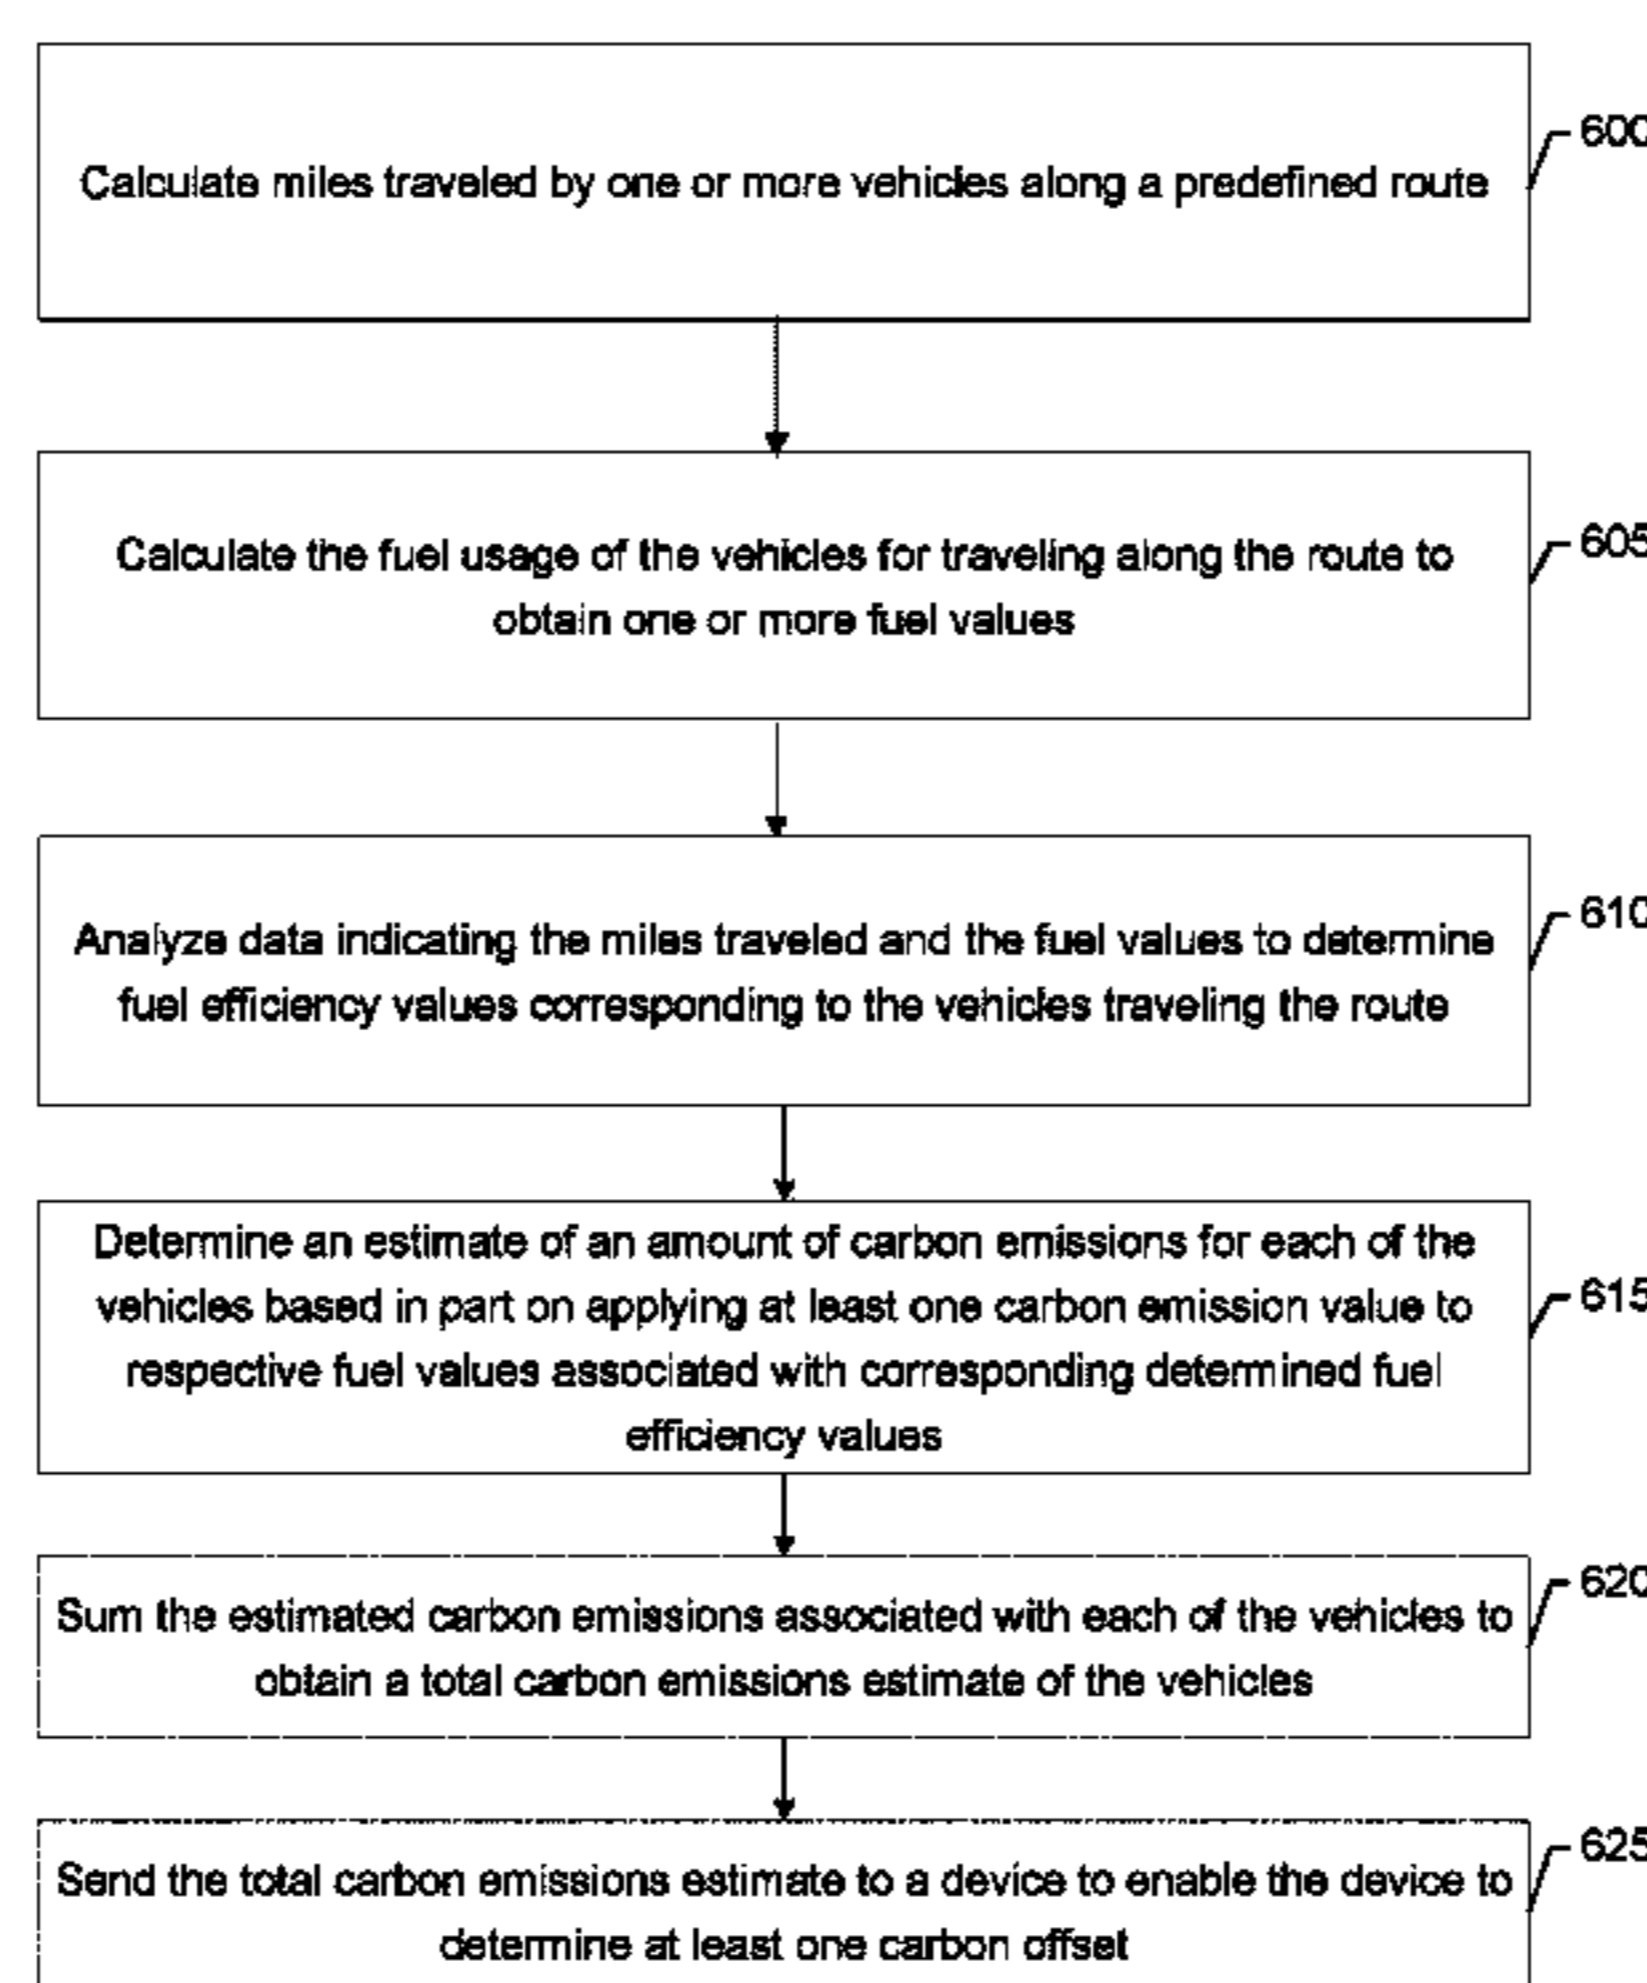 600
Calculate miles traveled by one or more vehicles along a predefined route
605
Calculate the fuel usage of the vehicles for traveling along the route to
obtain one or more fuel values
610
Analyze data indicating the miles traveled and the fuel values to determine
fuel efficiency values corresponding to the vehicles traveling the route
615
Determine an estimate of an amount of carbon emissions for each of the
vehicles based in part on applying at least one carbon emission value to
respective fuel values associated with corresponding determined fuel
efficiency values
620
Sum the estimated carbon emissions associated with each of the vehicles to
obtain a total carbon emissions estimate of the vehicles
625
Send the total carbon emissions estimate to a device to enable the device to
determine at least one carbon offset